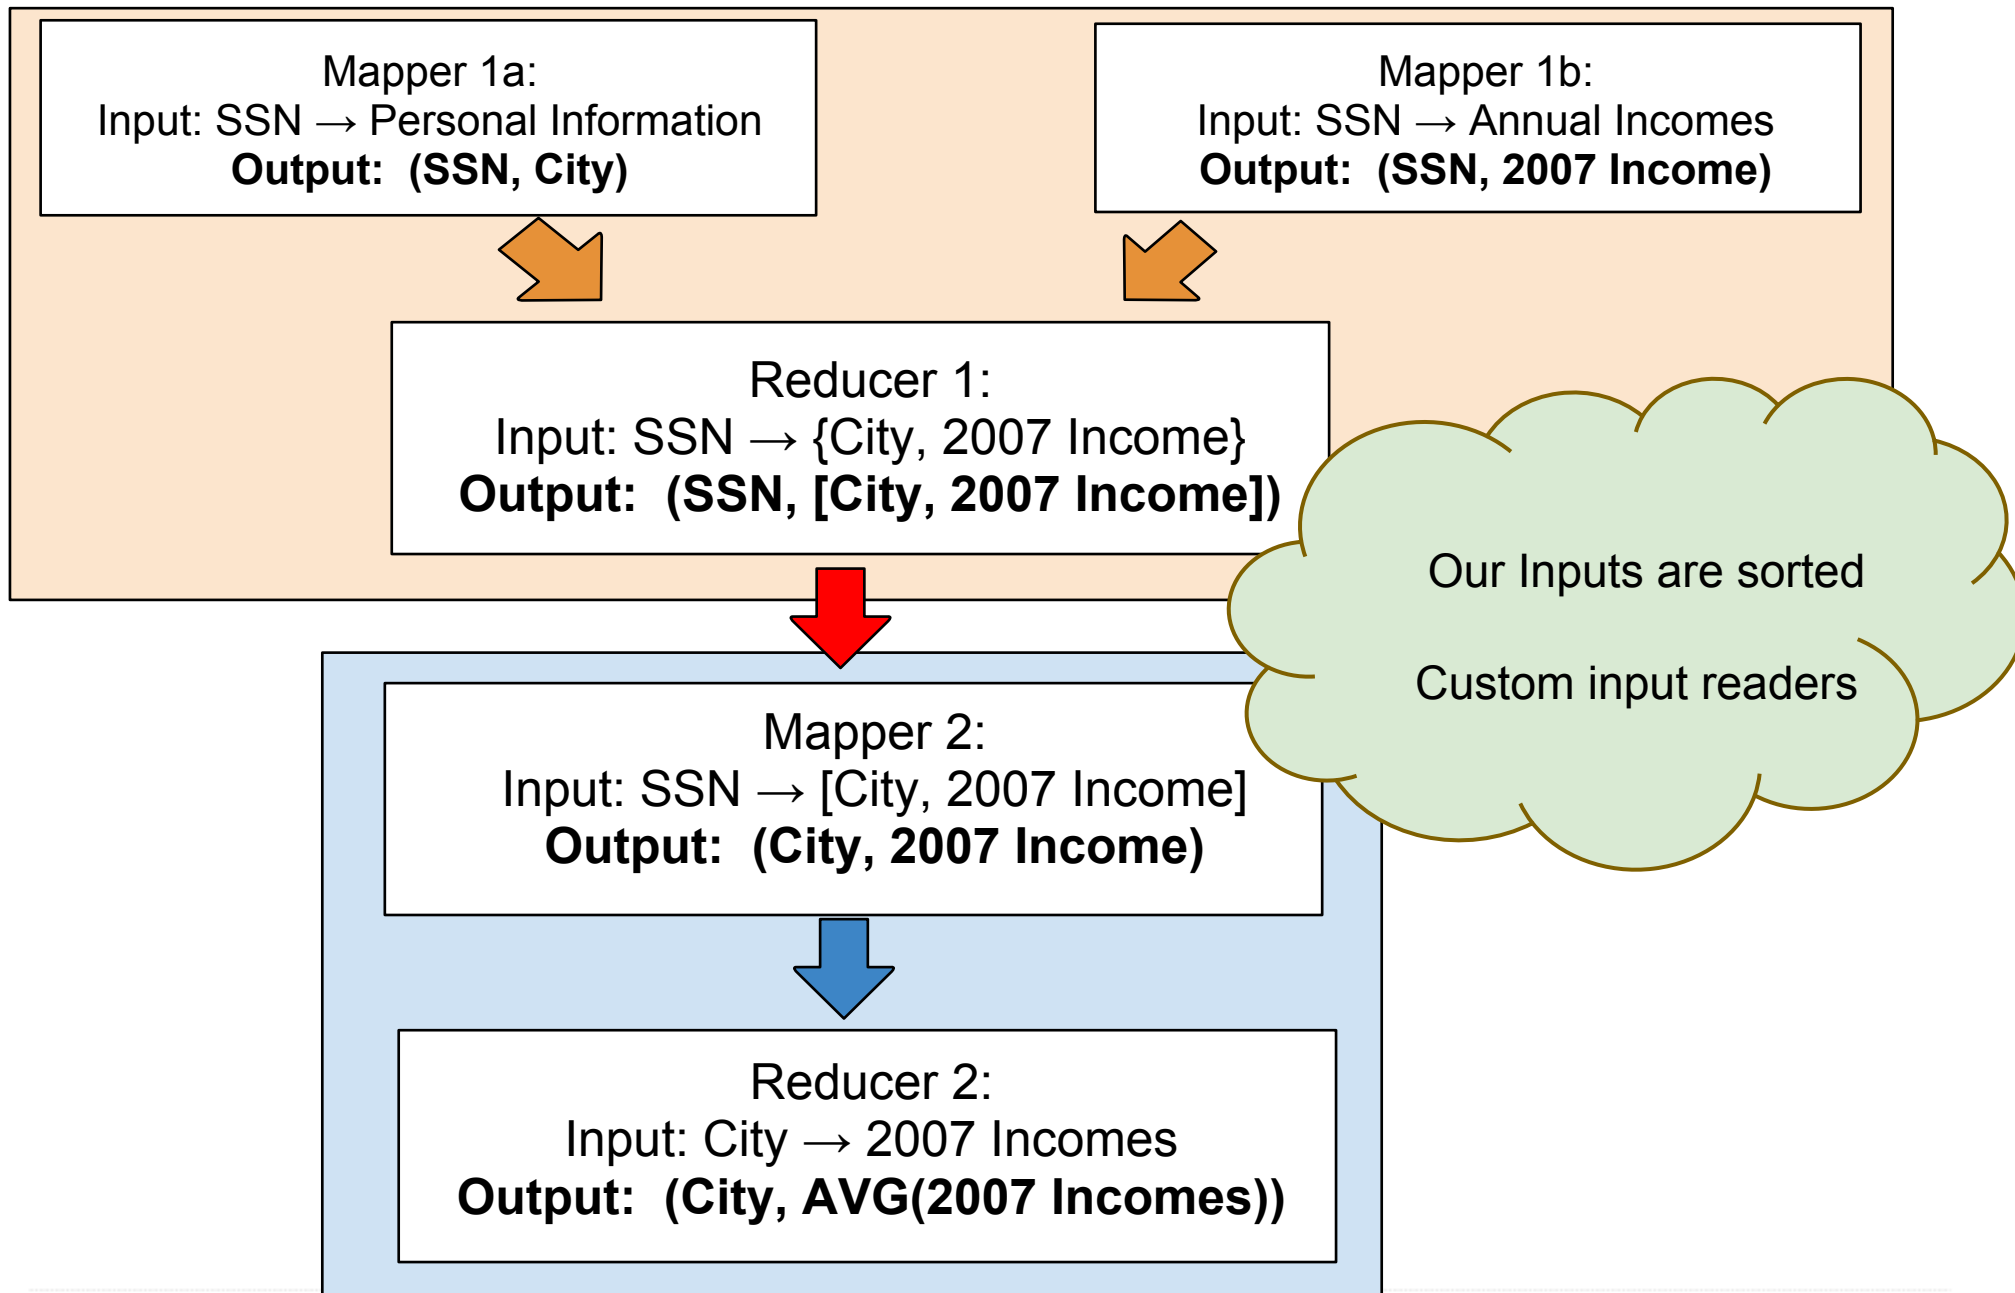 Mapper 1a:
Input: SSN → Personal Information
Output:  (SSN, City)
Mapper 1b:
Input: SSN → Annual Incomes
Output:  (SSN, 2007 Income)
Reducer 1:
Input: SSN → {City, 2007 Income}
Output:  (SSN, [City, 2007 Income])
Our Inputs are sorted
Custom input readers
Mapper 2:
Input: SSN → [City, 2007 Income]
Output:  (City, 2007 Income)
Reducer 2:
Input: City → 2007 Incomes
Output:  (City, AVG(2007 Incomes))